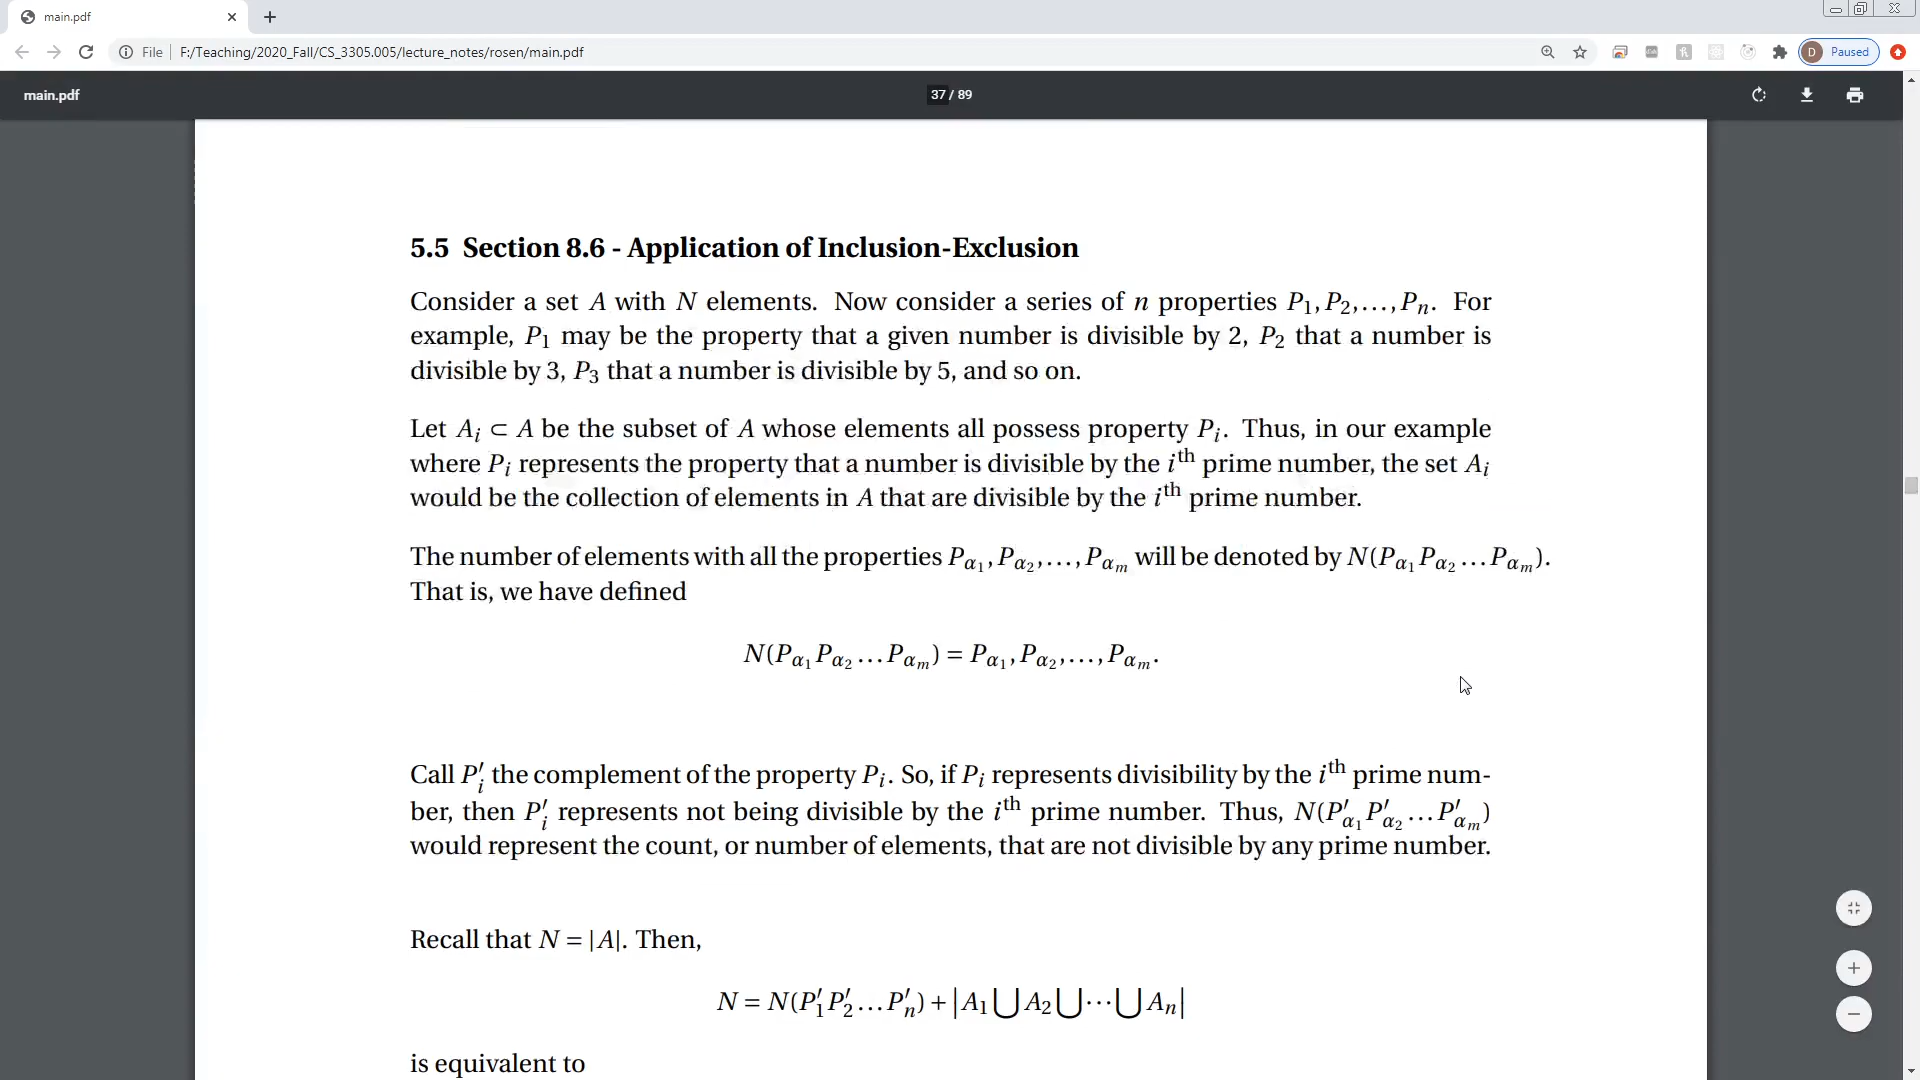 main.pdf
File F:/Teaching/2020_Fall/CS_3305.005/lecture_notes/rosen/main.pdf
D Paused
main.pdf
37 / 89
5.5 Section 8.6 - Application of Inclusion-Exclusion
Consider a set A with N elements. Now consider a series of n properties P₁, P₂,..., Pₙ. For
example, P₁ may be the property that a given number is divisible by 2, P₂ that a number is
divisible by 3, P₃ that a number is divisible by 5, and so on.
Let Aᵢ ⊂ A be the subset of A whose elements all possess property Pᵢ. Thus, in our example
where Pᵢ represents the property that a number is divisible by the iᵗʰ prime number, the set Aᵢ
would be the collection of elements in A that are divisible by the iᵗʰ prime number.
The number of elements with all the properties P_{α₁}, P_{α₂},..., P_{αₘ} will be denoted by N(P_{α₁}P_{α₂}...P_{αₘ}).
That is, we have defined
N(P_{α₁}P_{α₂}...P_{αₘ}) = P_{α₁}, P_{α₂},..., P_{αₘ}.
Call P′ᵢ the complement of the property Pᵢ. So, if Pᵢ represents divisibility by the iᵗʰ prime num-
ber, then P′ᵢ represents not being divisible by the iᵗʰ prime number. Thus, N(P′_{α₁}P′_{α₂}...P′_{αₘ})
would represent the count, or number of elements, that are not divisible by any prime number.
Recall that N = |A|. Then,
N = N(P′₁P′₂...P′ₙ) + |A₁ ⋃ A₂ ⋃ ··· ⋃ Aₙ|
is equivalent to